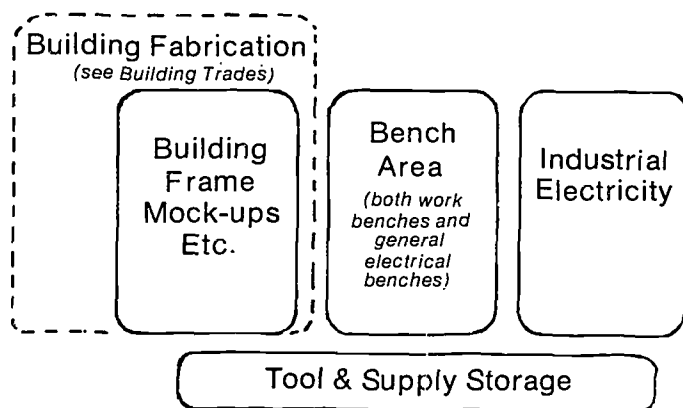 Building Fabrication
(see Building Trades)
Building
Frame
Mock-ups
Etc.
Bench
Area
(both work
benches and
general
electrical
benches)
Industrial
Electricity
Tool & Supply Storage